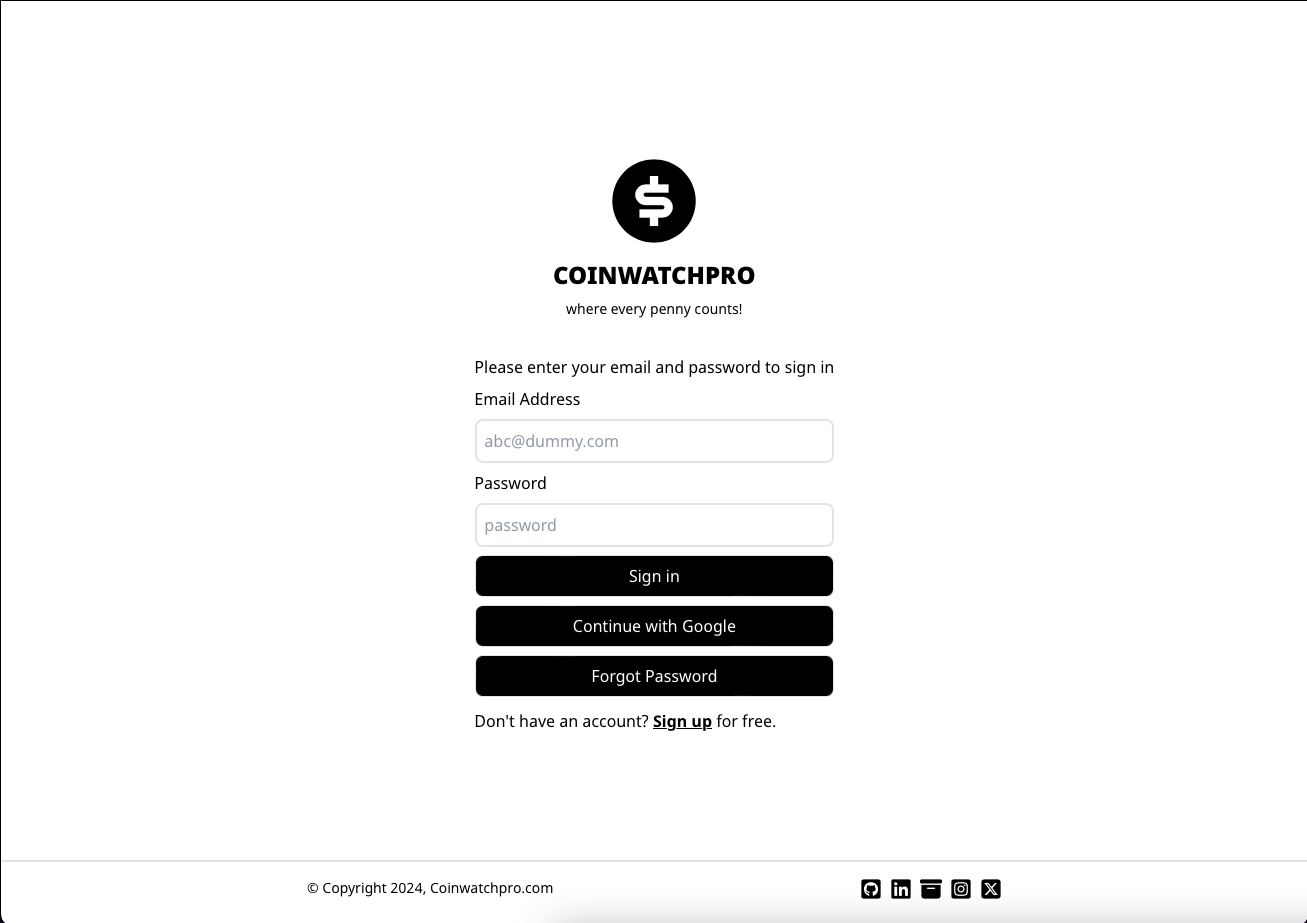 COINWATCHPRO
where every penny counts!
Please enter your email and password to sign in
Email Address
abc@dummy.com
Password
password
Sign in
Continue with Google
Forgot Password
Don't have an account? Sign up for free.
© Copyright 2024, Coinwatchpro.com